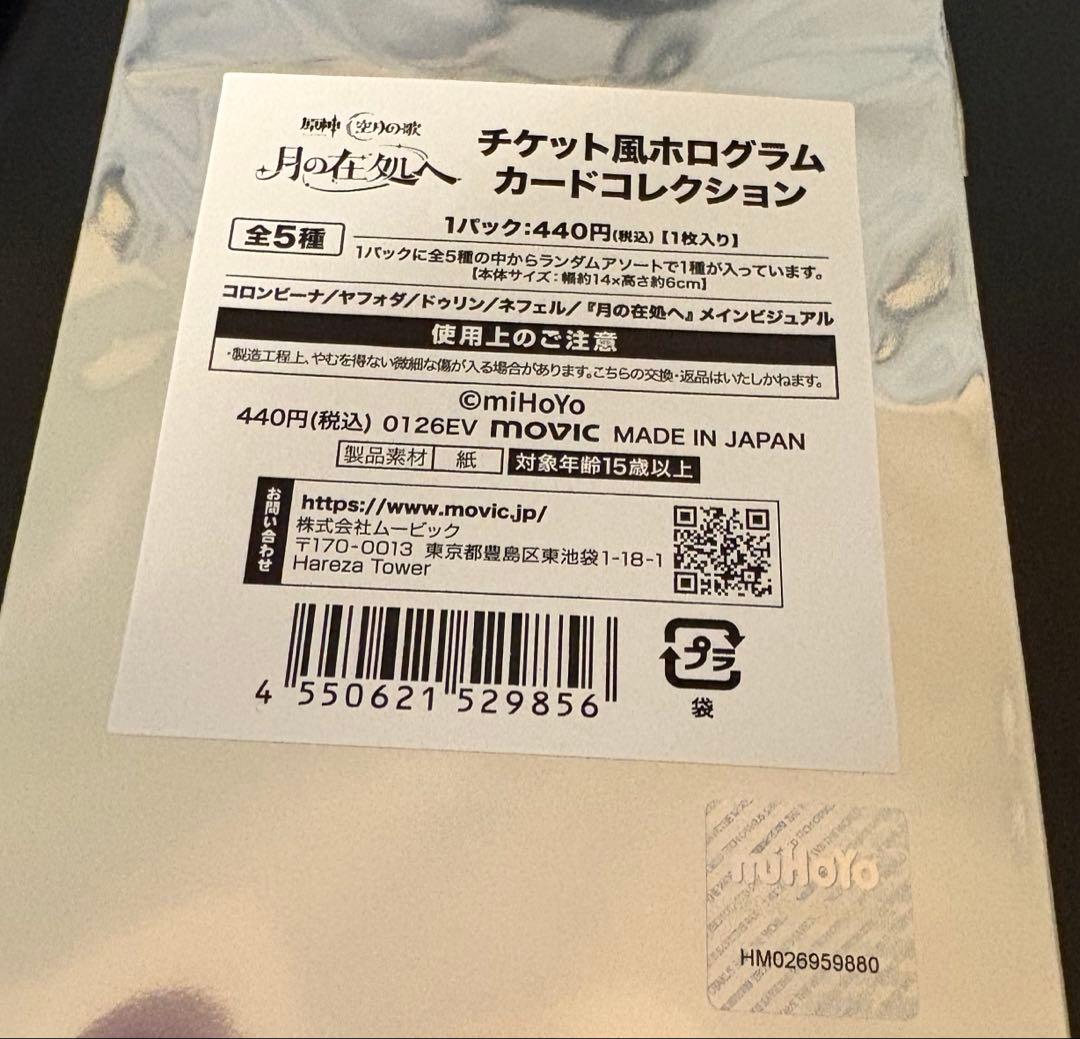 原神 空月の歌
月の在処へ
チケット風ホログラム
カードコレクション
全5種
1パック:440円(税込)【1枚入り】
1パックに全5種の中からランダムアソートで1種が入っています。
【本体サイズ:幅約14×高さ約6cm】
コロンビーナ/ヤフォダ/ドゥリン/ネフェル/『月の在処へ』メインビジュアル
使用上のご注意
・製造工程上、やむを得ない微細な傷が入る場合があります。こちらの交換・返品はいたしかねます。
©miHoYo
440円(税込) 0126EV movic MADE IN JAPAN
製品素材 紙 対象年齢15歳以上
お問い合わせ
https://www.movic.jp/
株式会社ムービック
〒170-0013 東京都豊島区東池袋1-18-1
Hareza Tower
4 550621 529856
プラ
袋
miHoYo
HM026959880